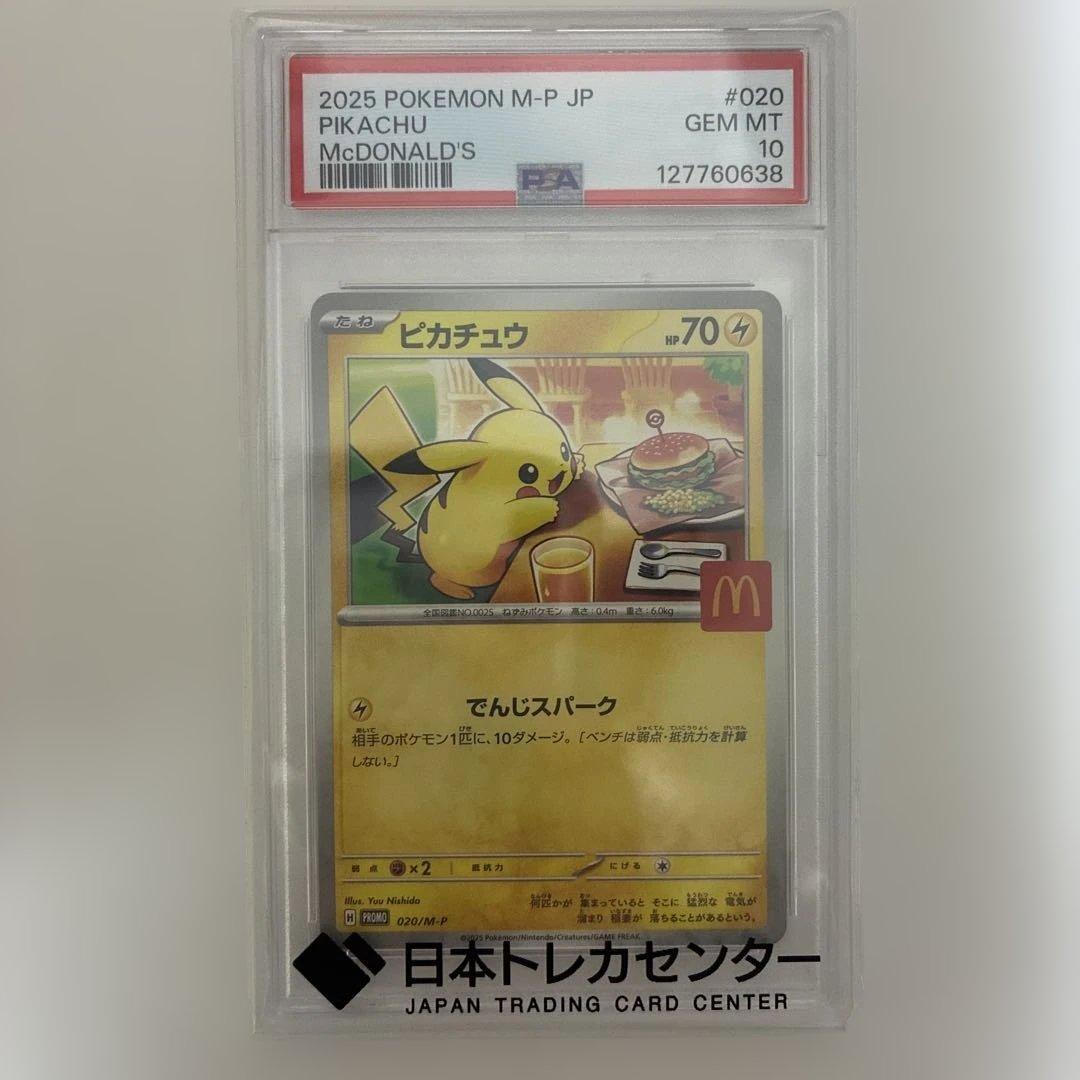 2025 POKEMON M-P JP #020
PIKACHU GEM MT
McDONALD'S 10
PSA 127760638
たね ピカチュウ HP70
全国図鑑NO.0025 ねずみポケモン 高さ:0.4m 重さ:6.0kg
でんじスパーク
相手のポケモン1匹に、10ダメージ。[ベンチは弱点・抵抗力を計算
しない。]
弱点 ×2 抵抗力 にげる
Illus. Yuu Nishida
何匹かが 集まっていると そこに 猛烈な 電気が
溜まり 稲妻が 落ちることがあるという。
H PROMO 020/M-P
©2025 Pokémon/Nintendo/Creatures/GAME FREAK.
日本トレカセンター
JAPAN TRADING CARD CENTER